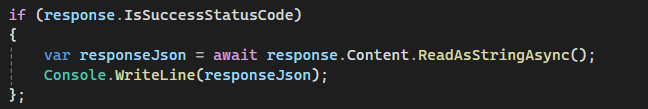 if (response.IsSuccessStatusCode)
{
    var responseJson = await response.Content.ReadAsStringAsync();
    Console.WriteLine(responseJson);
};